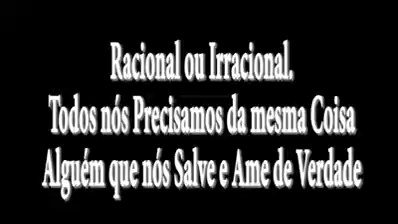 Racional ou Irracional.
Todos nós Precisamos da mesma Coisa
Alguém que nós Salve e Ame de Verdade